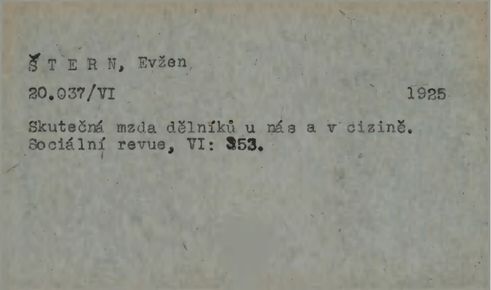 Š T E R N, Evžen
20.037/VI 1925
Skutečná mzda dělníků u nás a v cizině.
Sociální revue, VI: 353.